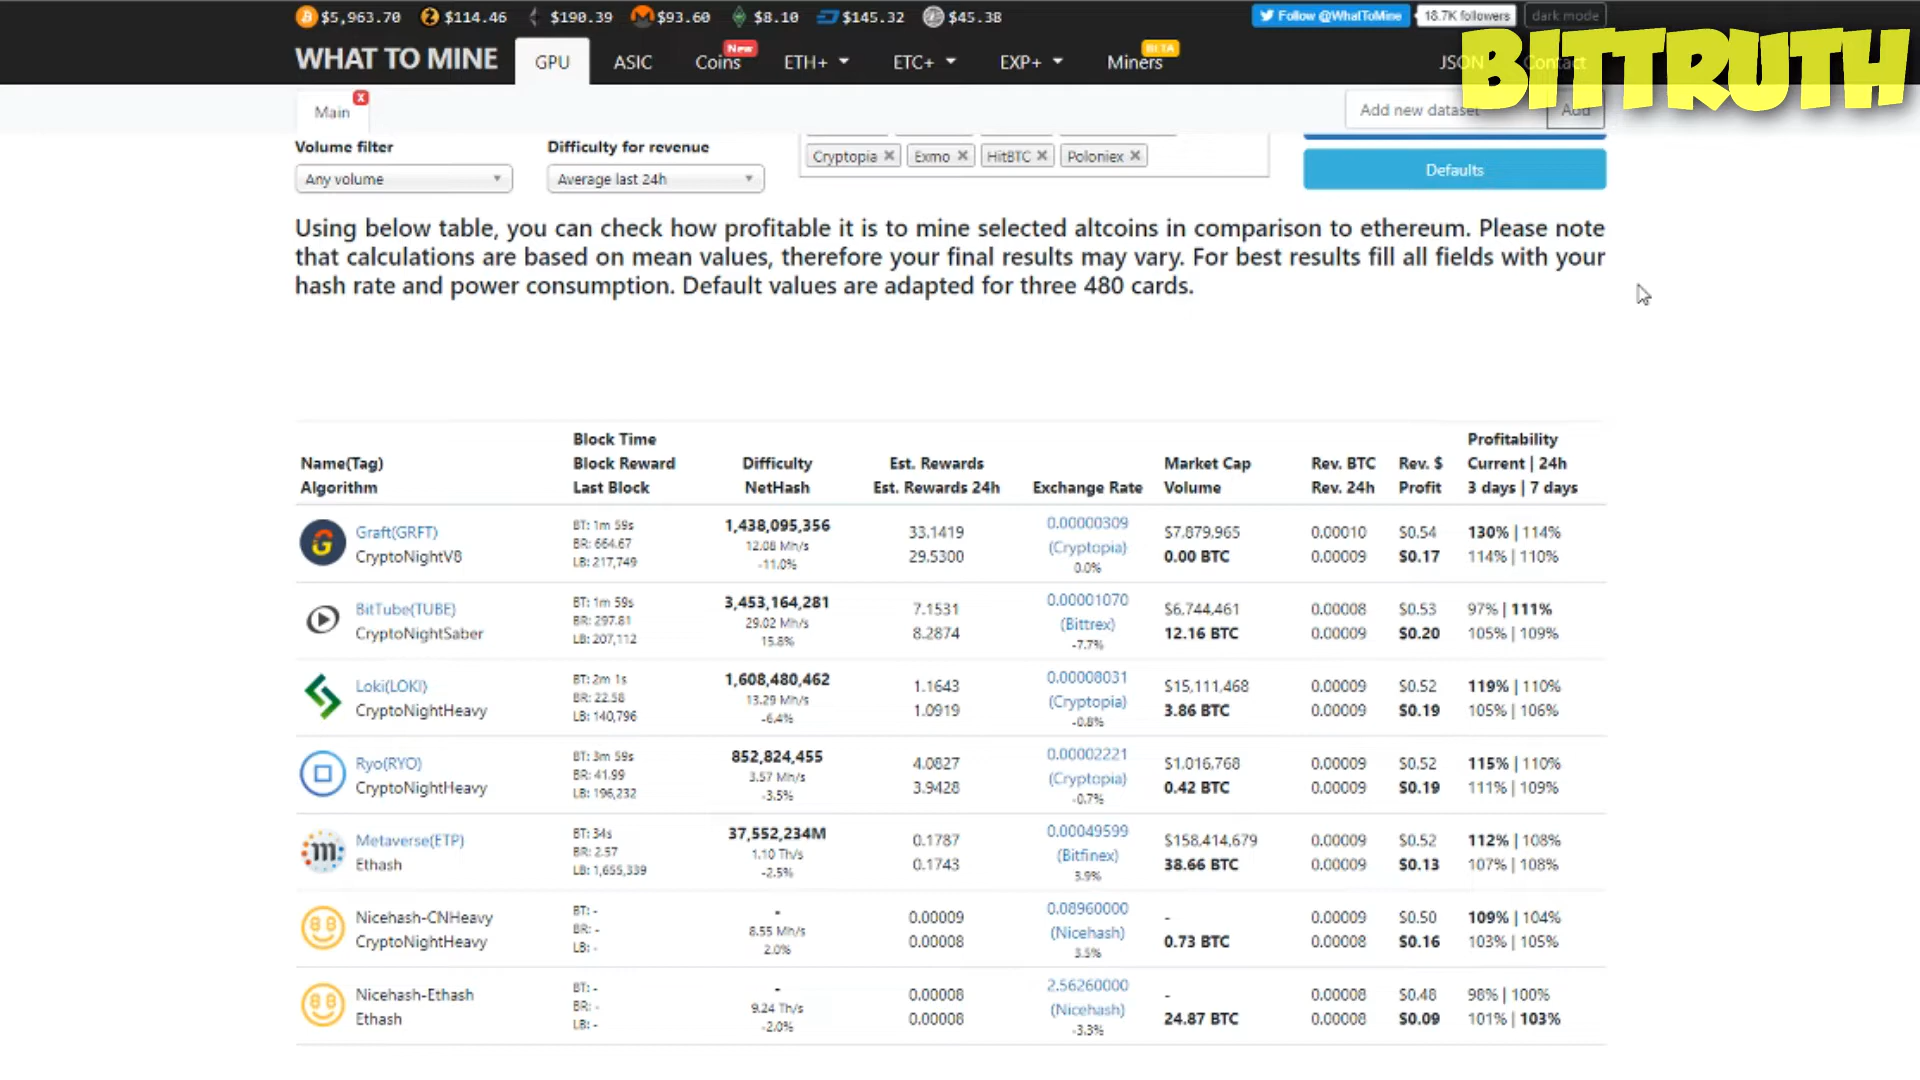 $5,963.70 $114.46 $190.39 $93.60 $8.10 $145.32 $45.38 Follow @WhatToMine 18.7K followers dark mode
WHAT TO MINE GPU ASIC Coins New ETH+ ETC+ EXP+ Miners BETA JSON Contact
BITTRUTH
Main x Add new dataset Add
Volume filter Difficulty for revenue
Cryptopia Exmo HitBTC Poloniex Defaults
Any volume Average last 24h
Using below table, you can check how profitable it is to mine selected altcoins in comparison to ethereum. Please note
that calculations are based on mean values, therefore your final results may vary. For best results fill all fields with your
hash rate and power consumption. Default values are adapted for three 480 cards.
Block Time Profitability
Name(Tag) Block Reward Difficulty Est. Rewards Market Cap Rev. BTC Rev. $ Current | 24h
Algorithm Last Block NetHash Est. Rewards 24h Exchange Rate Volume Rev. 24h Profit 3 days | 7 days
Graft(GRFT) BT: 1m 59s 1,438,095,356 33.1419 0.00000309 $7,879,965 0.00010 $0.54 130% | 114%
CryptoNightV8 BR: 664.67 12.08 Mh/s 29.5300 (Cryptopia) 0.00 BTC 0.00009 $0.17 114% | 110%
LB: 217,749 -11.0% 0.0%
BitTube(TUBE) BT: 1m 59s 3,453,164,281 7.1531 0.00001070 $6,744,461 0.00008 $0.53 97% | 111%
CryptoNightSaber BR: 297.81 29.02 Mh/s 8.2874 (Bittrex) 12.16 BTC 0.00009 $0.20 105% | 109%
LB: 207,112 15.8% -7.7%
Loki(LOKI) BT: 2m 1s 1,608,480,462 1.1643 0.00008031 $15,111,468 0.00009 $0.52 119% | 110%
CryptoNightHeavy BR: 22.58 13.29 Mh/s 1.0919 (Cryptopia) 3.86 BTC 0.00009 $0.19 105% | 106%
LB: 140,796 -6.4% -0.8%
Ryo(RYO) BT: 3m 59s 852,824,455 4.0827 0.00002221 $1,016,768 0.00009 $0.52 115% | 110%
CryptoNightHeavy BR: 41.99 3.57 Mh/s 3.9428 (Cryptopia) 0.42 BTC 0.00009 $0.19 111% | 109%
LB: 196,232 -3.5% -0.7%
Metaverse(ETP) BT: 34s 37,552,234M 0.1787 0.00049599 $158,414,679 0.00009 $0.52 112% | 108%
Ethash BR: 2.57 1.10 Th/s 0.1743 (Bitfinex) 38.66 BTC 0.00009 $0.13 107% | 108%
LB: 1,655,339 -2.5% 3.9%
Nicehash-CNHeavy BT: - - 0.00009 0.08960000 - 0.00009 $0.50 109% | 104%
CryptoNightHeavy BR: - 8.55 Mh/s 0.00008 (Nicehash) 0.73 BTC 0.00008 $0.16 103% | 105%
LB: - 2.0% 3.5%
Nicehash-Ethash BT: - - 0.00008 2.56260000 - 0.00008 $0.48 98% | 100%
Ethash BR: - 9.24 Th/s 0.00008 (Nicehash) 24.87 BTC 0.00008 $0.09 101% | 103%
LB: - -2.0% -3.3%